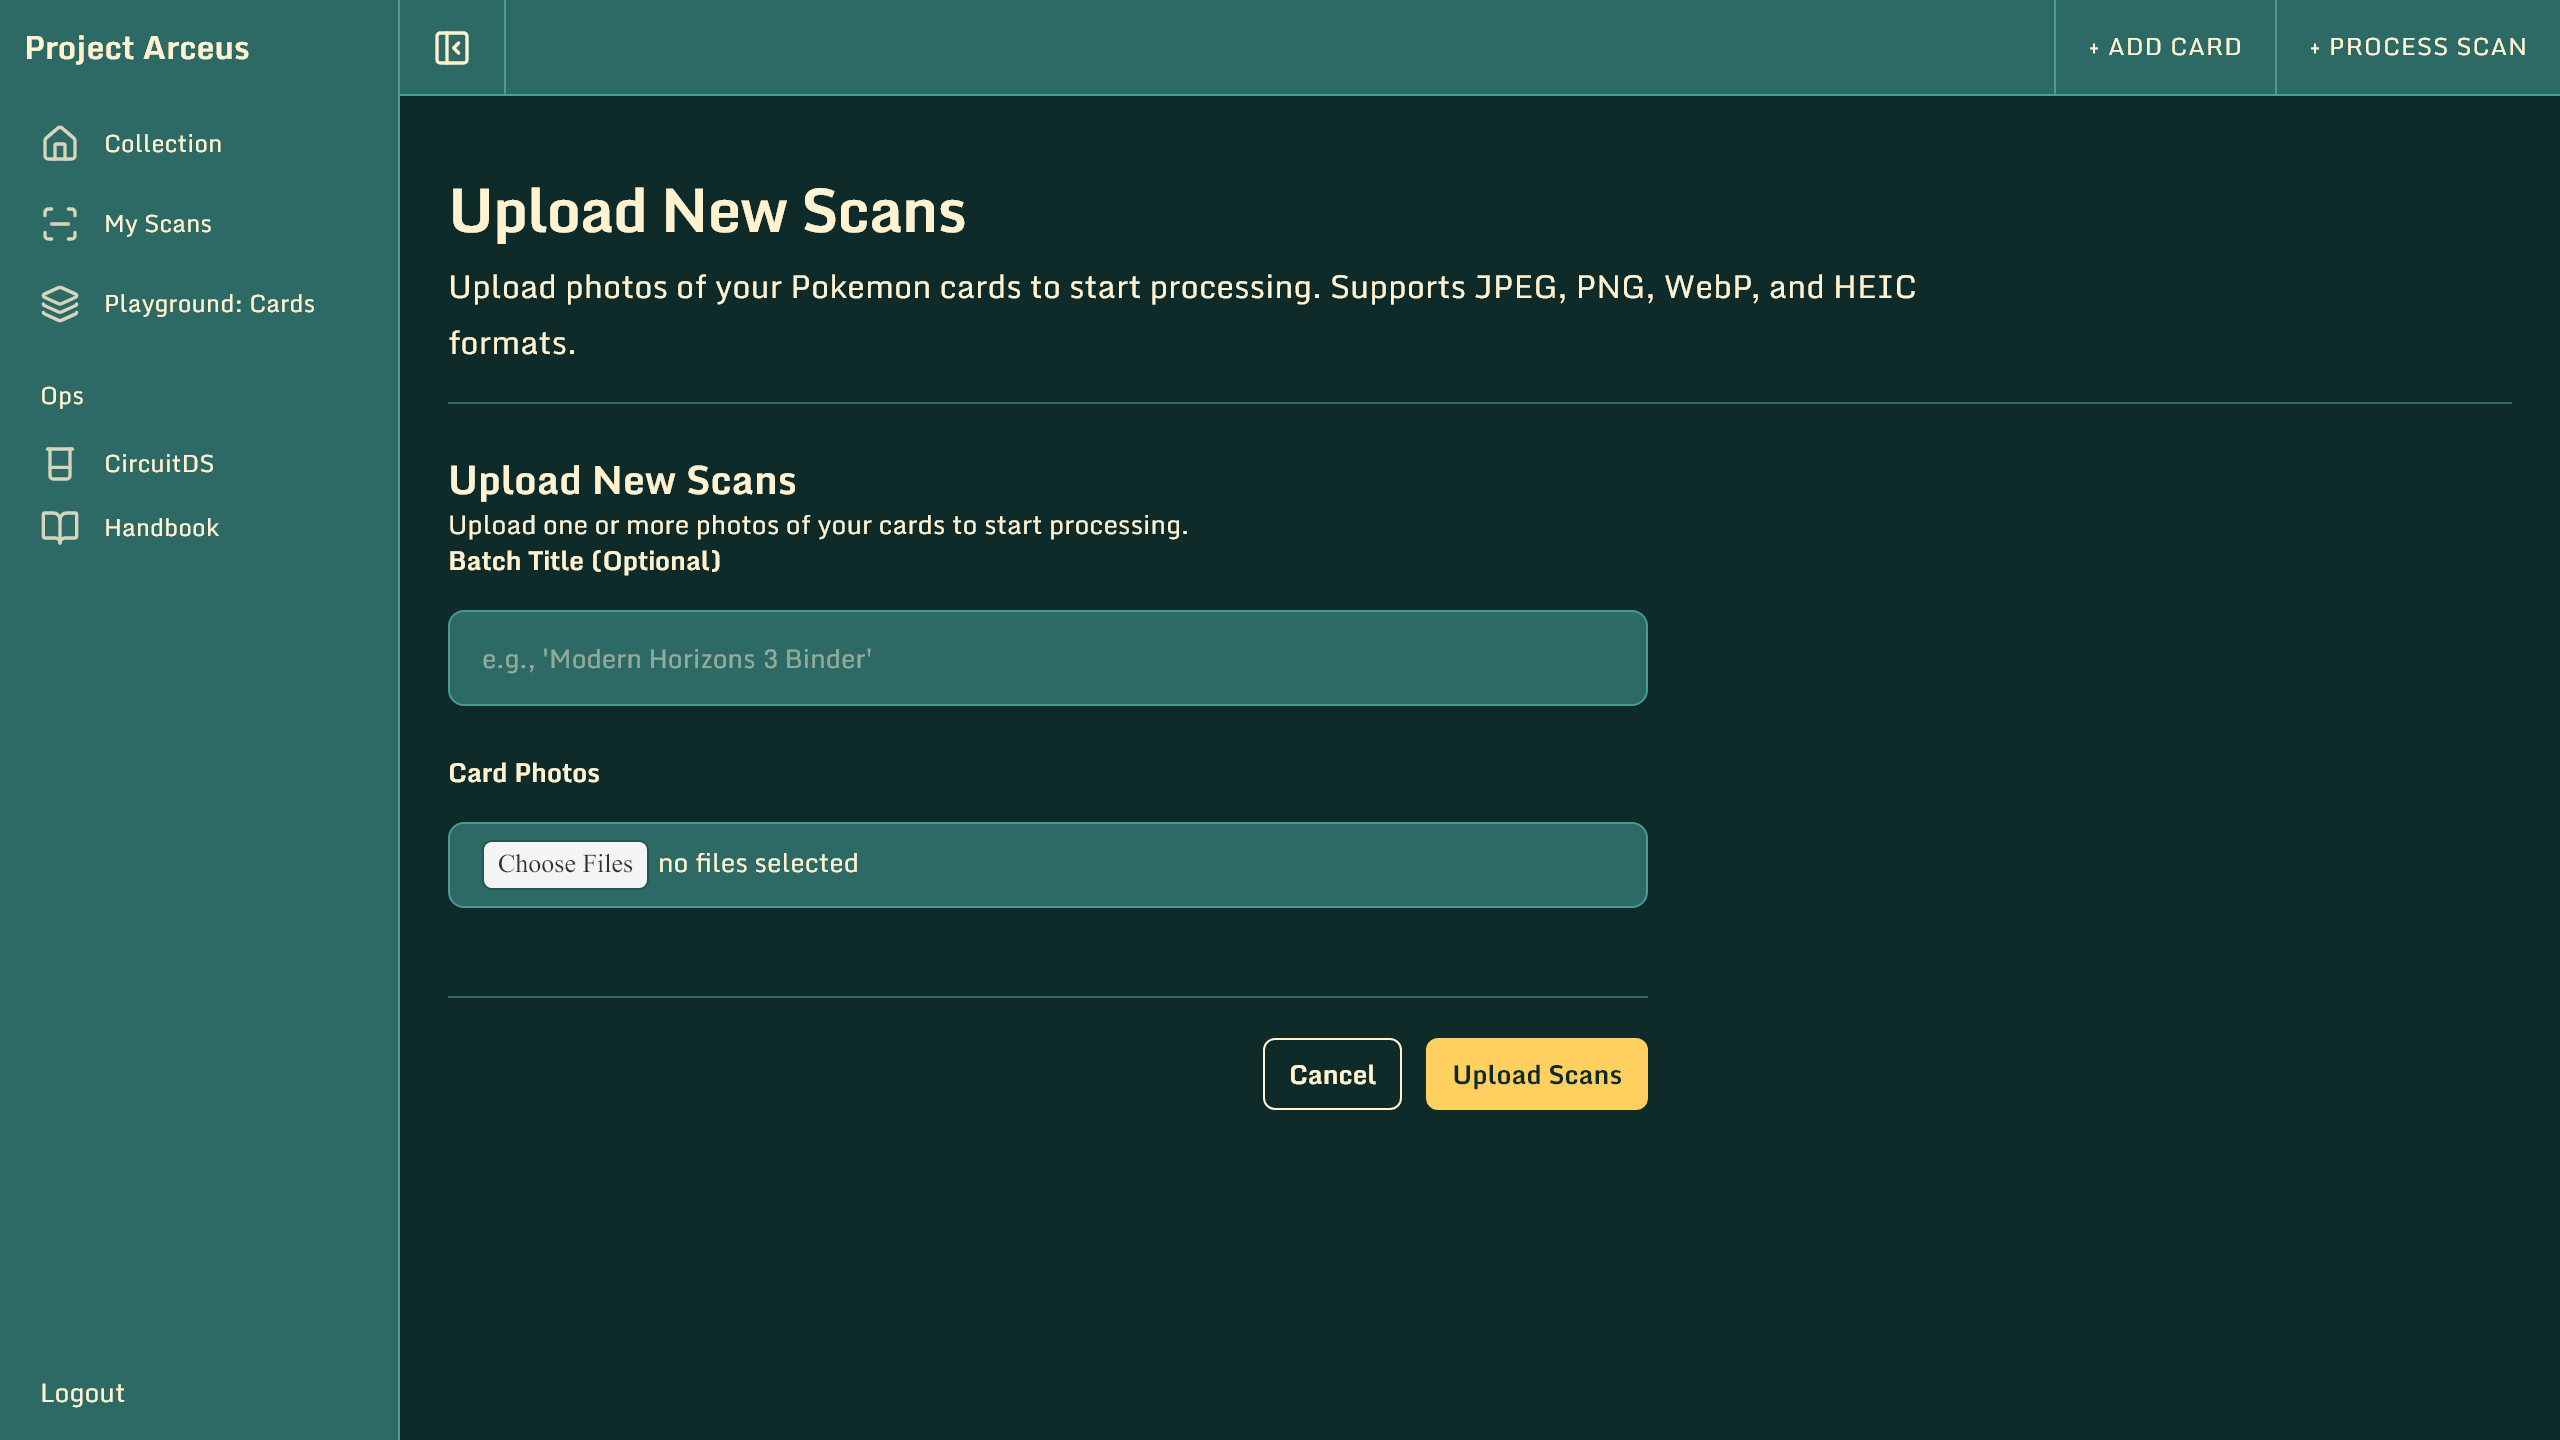 Project Arceus
+ ADD CARD
+ PROCESS SCAN
Collection
My Scans
Playground: Cards
Ops
CircuitDS
Handbook
Logout
Upload New Scans
Upload photos of your Pokemon cards to start processing. Supports JPEG, PNG, WebP, and HEIC
formats.
Upload New Scans
Upload one or more photos of your cards to start processing.
Batch Title (Optional)
e.g., 'Modern Horizons 3 Binder'
Card Photos
Choose Files no files selected
Cancel
Upload Scans